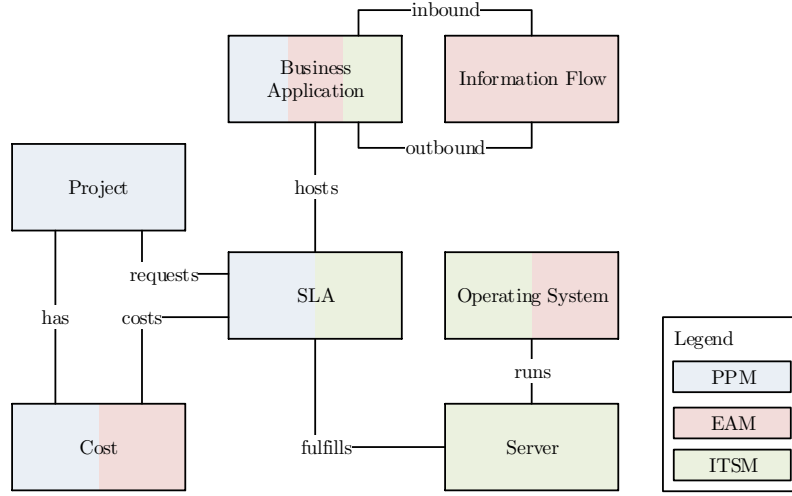 inbound
Business
Application
Information Flow
outbound
Project
hosts
requests
SLA
Operating System
has
costs
Legend
runs
PPM
Cost
fulfills
Server
EAM
ITSM